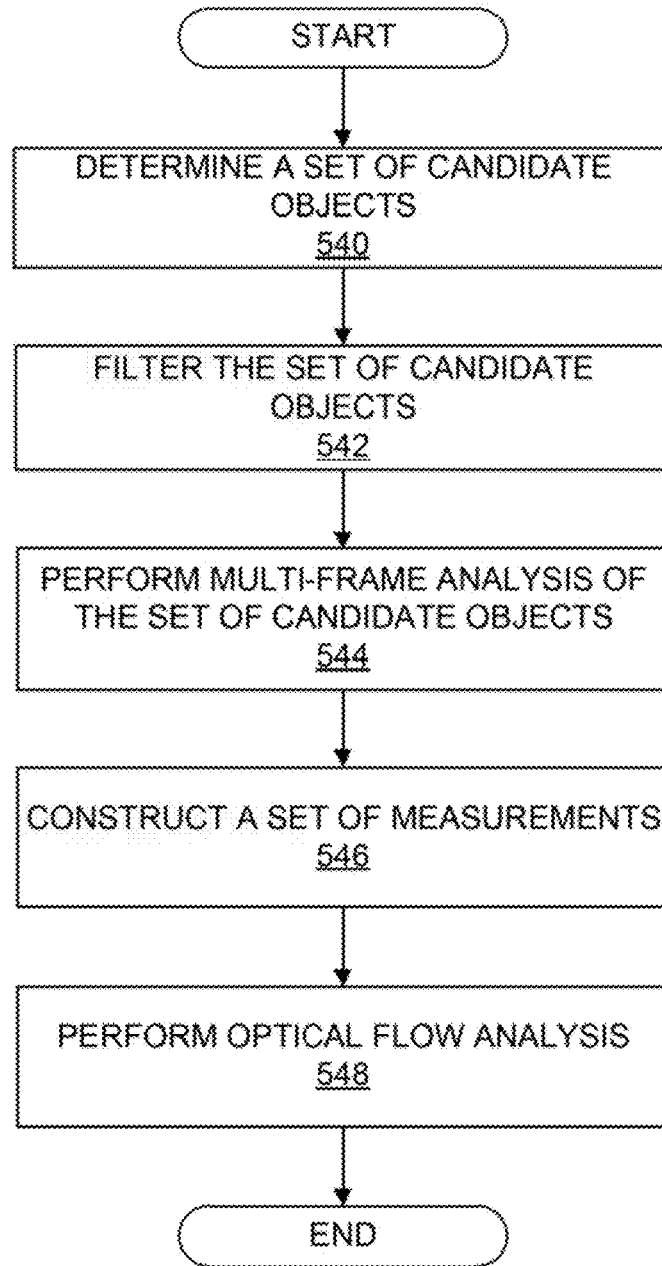 START
DETERMINE A SET OF CANDIDATE
OBJECTS
540
FILTER THE SET OF CANDIDATE
OBJECTS
542
PERFORM MULTI-FRAME ANALYSIS OF
THE SET OF CANDIDATE OBJECTS
544
CONSTRUCT A SET OF MEASUREMENTS
546
PERFORM OPTICAL FLOW ANALYSIS
548
END